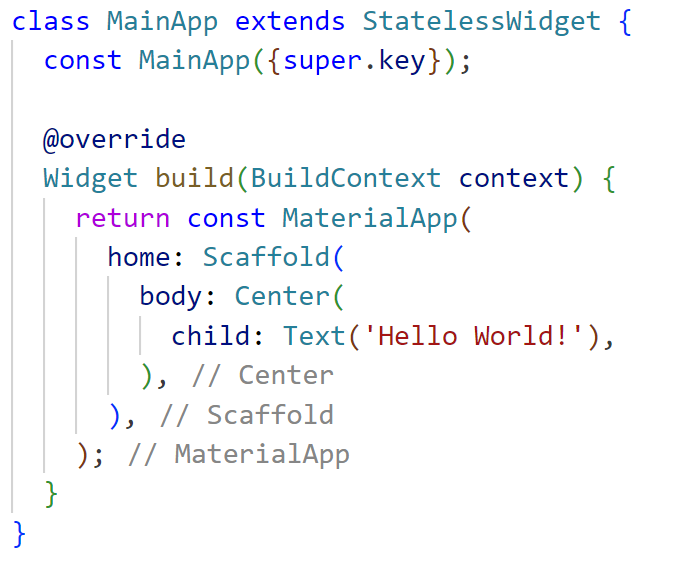 class MainApp extends StatelessWidget {
  const MainApp({super.key});

  @override
  Widget build(BuildContext context) {
    return const MaterialApp(
      home: Scaffold(
        body: Center(
          child: Text('Hello World!'),
        ), // Center
      ), // Scaffold
    ); // MaterialApp
  }
}